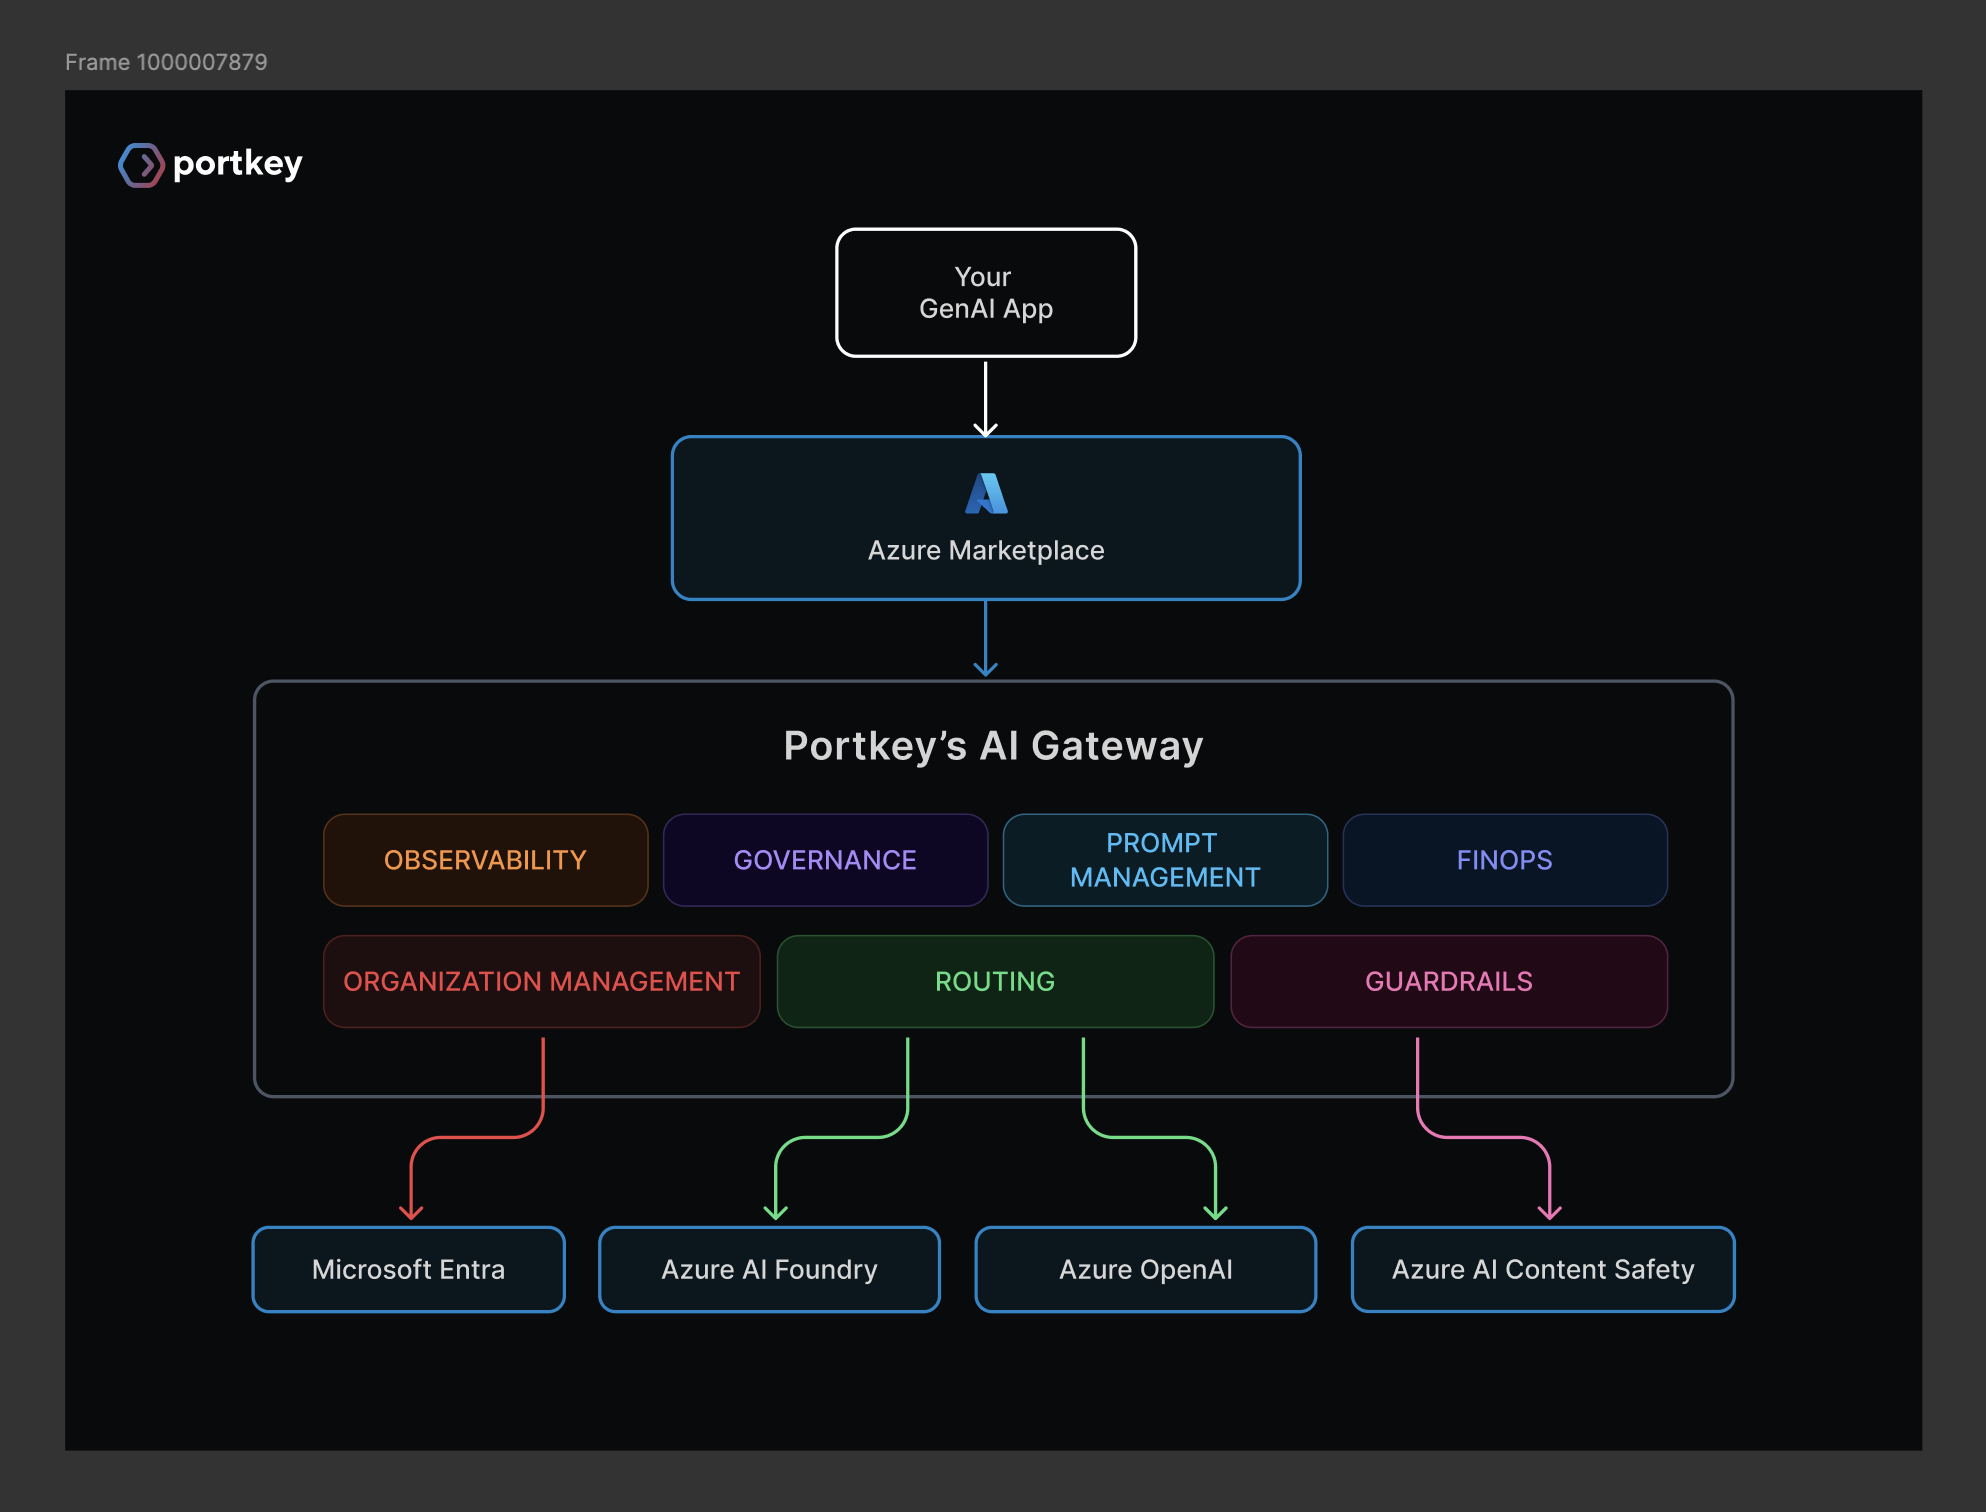 Frame 1000007879
portkey
Your
GenAI App
Azure Marketplace
Portkey’s AI Gateway
OBSERVABILITY
GOVERNANCE
PROMPT
MANAGEMENT
FINOPS
ORGANIZATION MANAGEMENT
ROUTING
GUARDRAILS
Microsoft Entra
Azure AI Foundry
Azure OpenAI
Azure AI Content Safety